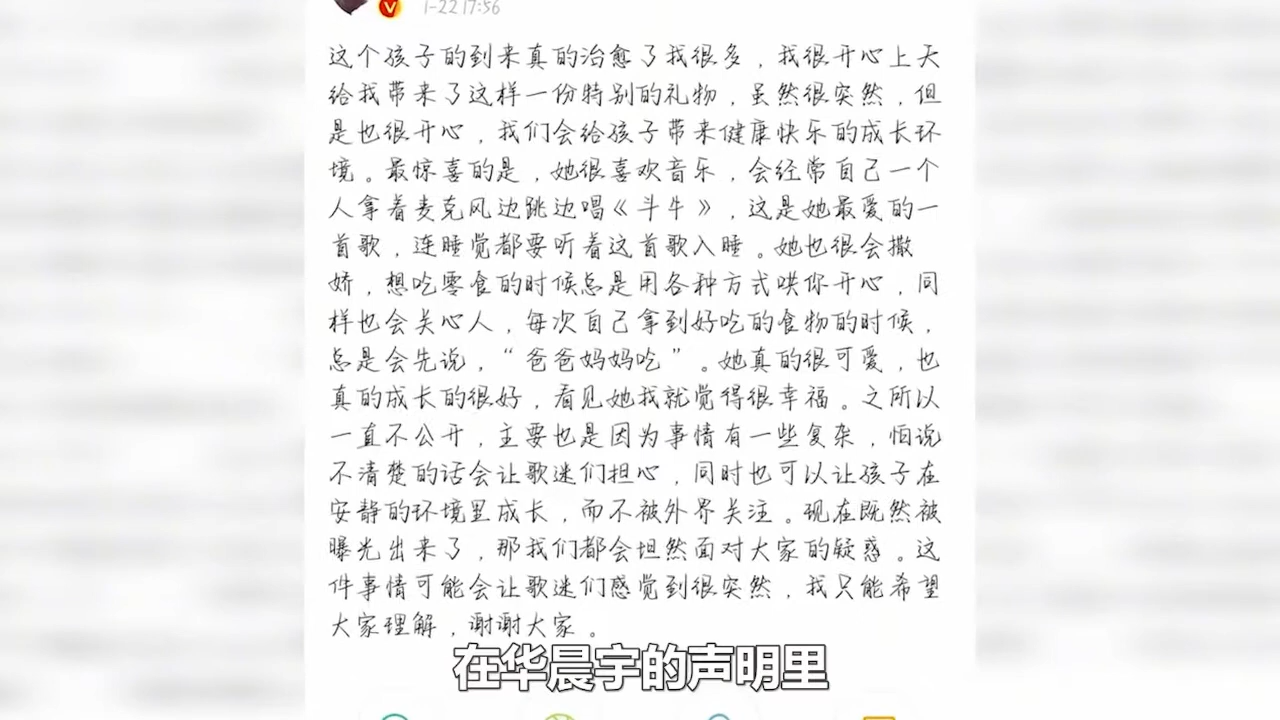 V 1-22 17:56
这个孩子的到来真的治愈了我很多，我很开心上天
给我带来了这样一份特别的礼物，虽然很突然，但
是也很开心，我们会给孩子带来健康快乐的成长环
境。最惊喜的是，她很喜欢音乐，会经常自己一个
人拿着麦克风边跳边唱《斗牛》，这是她最爱的一
首歌，连睡觉都要听着这首歌入睡。她也很会撒
娇，想吃零食的时候总是用各种方式哄你开心，同
样也会关心人，每次自己拿到好吃的食物的时候，
总是会先说，“爸爸妈妈吃”。她真的很可爱，也
真的成长的很好，看见她我就觉得很幸福。之所以
一直不公开，主要也是因为事情有一些复杂，怕说
不清楚的话会让歌迷们担心，同时也可以让孩子在
安静的环境里成长，而不被外界关注。现在既然被
曝光出来了，那我们都会坦然面对大家的疑惑。这
件事情可能会让歌迷们感觉到很突然，我只能希望
大家理解，谢谢大家。
在华晨宇的声明里